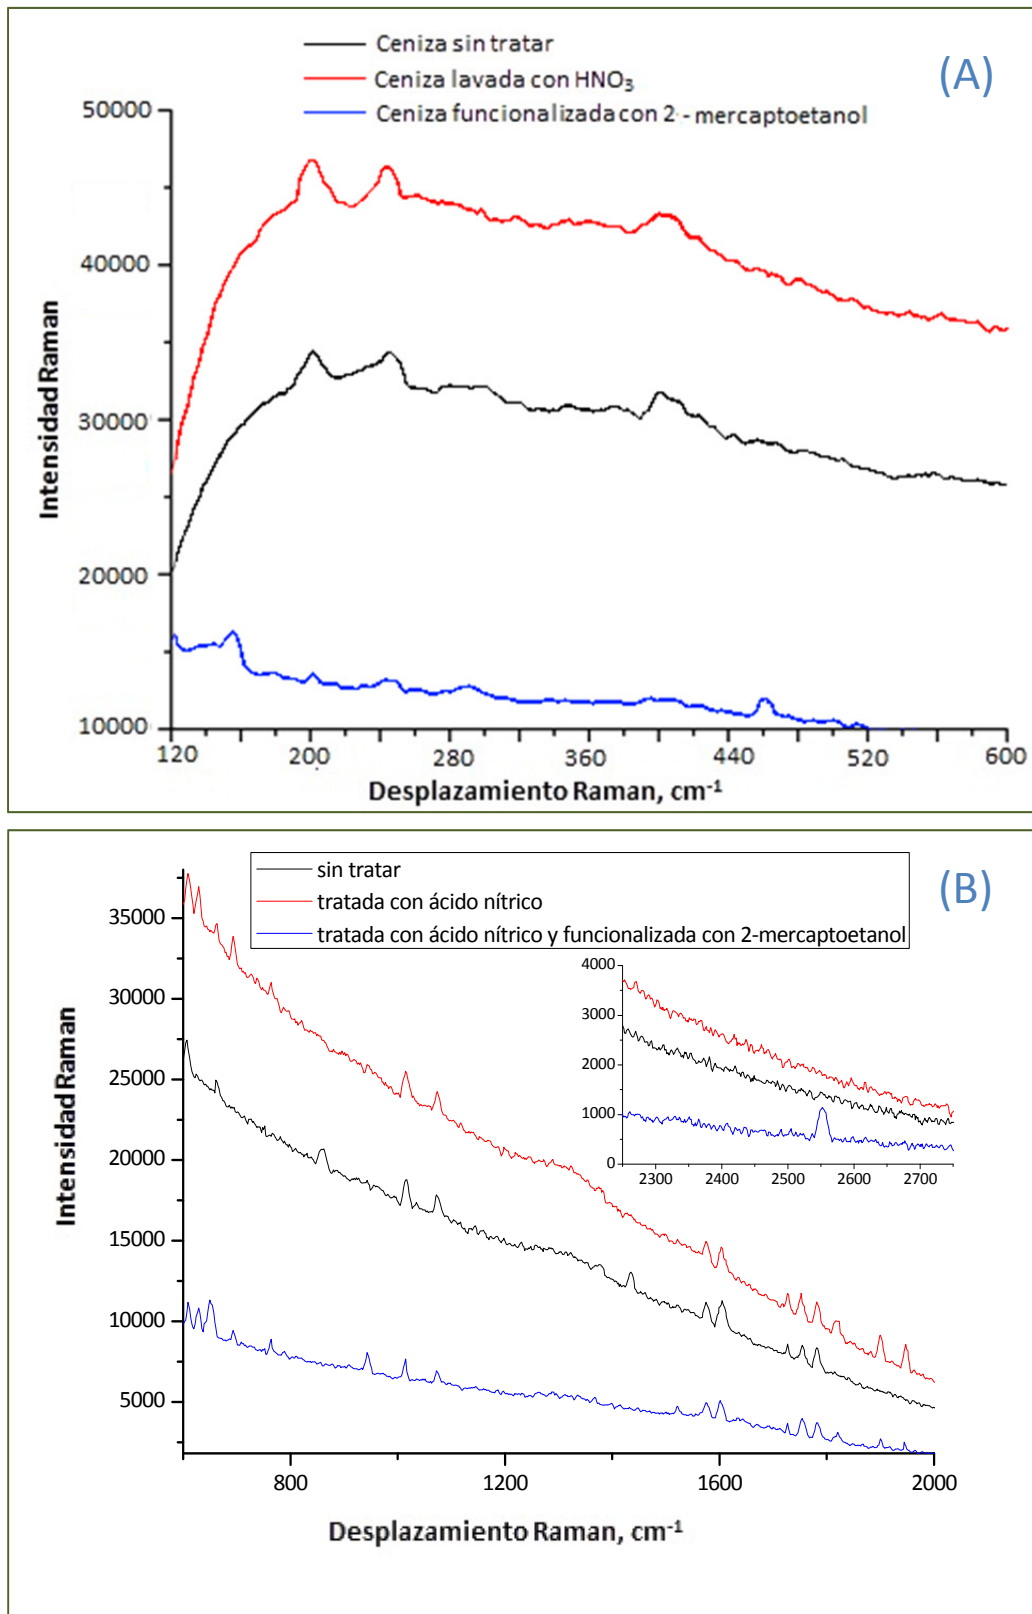 Ceniza sin tratar
Ceniza lavada con HNO₃
Ceniza funcionalizada con 2 - mercaptoetanol
(A)
50000
40000
30000
20000
10000
Intensidad Raman
120 200 280 360 440 520 600
Desplazamiento Raman, cm⁻¹
sin tratar
tratada con ácido nítrico
tratada con ácido nítrico y funcionalizada con 2-mercaptoetanol
(B)
35000
30000
25000
20000
15000
10000
5000
Intensidad Raman
4000
3000
2000
1000
0
2300 2400 2500 2600 2700
800 1200 1600 2000
Desplazamiento Raman, cm⁻¹